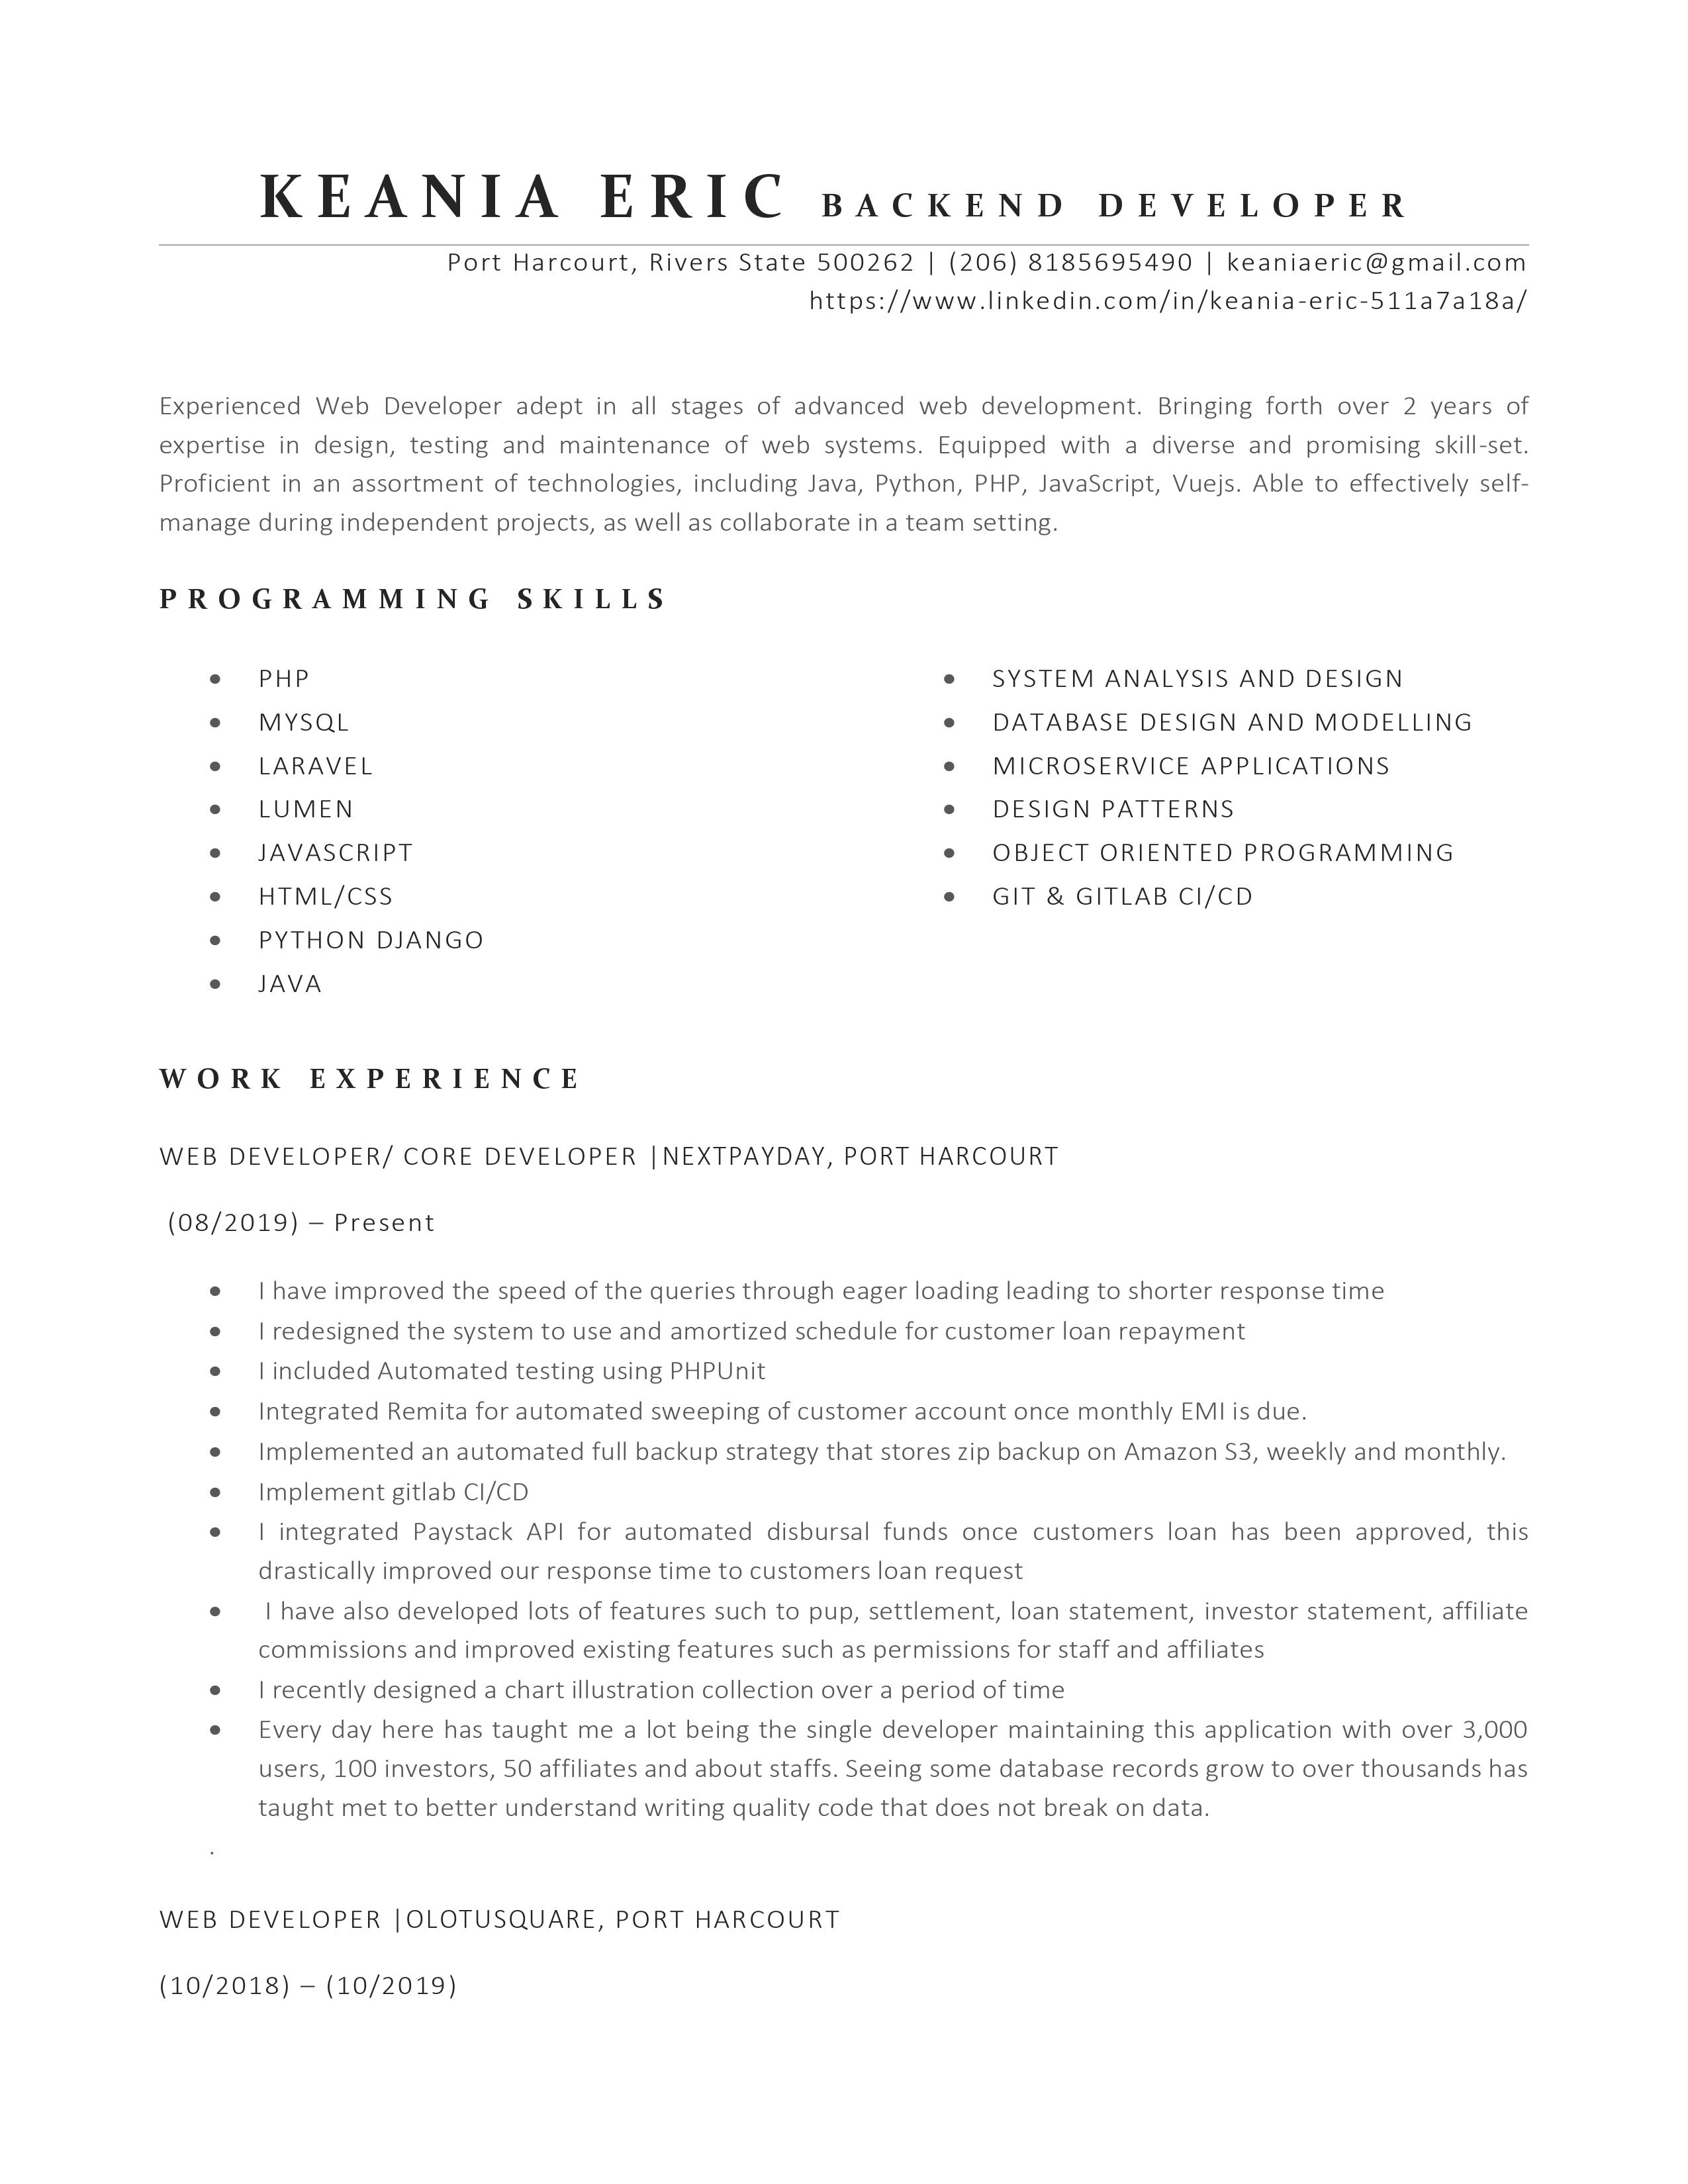 KEANIA ERIC BACKEND DEVELOPER
Port Harcourt, Rivers State 500262 | (206) 8185695490 | keaniaeric@gmail.com
https://www.linkedin.com/in/keania-eric-511a7a18a/
Experienced Web Developer adept in all stages of advanced web development. Bringing forth over 2 years of
expertise in design, testing and maintenance of web systems. Equipped with a diverse and promising skill-set.
Proficient in an assortment of technologies, including Java, Python, PHP, JavaScript, Vuejs. Able to effectively self-
manage during independent projects, as well as collaborate in a team setting.
PROGRAMMING SKILLS
• PHP
• MYSQL
• LARAVEL
• LUMEN
• JAVASCRIPT
• HTML/CSS
• PYTHON DJANGO
• JAVA
• SYSTEM ANALYSIS AND DESIGN
• DATABASE DESIGN AND MODELLING
• MICROSERVICE APPLICATIONS
• DESIGN PATTERNS
• OBJECT ORIENTED PROGRAMMING
• GIT & GITLAB CI/CD
WORK EXPERIENCE
WEB DEVELOPER/ CORE DEVELOPER |NEXTPAYDAY, PORT HARCOURT
(08/2019) – Present
• I have improved the speed of the queries through eager loading leading to shorter response time
• I redesigned the system to use and amortized schedule for customer loan repayment
• I included Automated testing using PHPUnit
• Integrated Remita for automated sweeping of customer account once monthly EMI is due.
• Implemented an automated full backup strategy that stores zip backup on Amazon S3, weekly and monthly.
• Implement gitlab CI/CD
• I integrated Paystack API for automated disbursal funds once customers loan has been approved, this
drastically improved our response time to customers loan request
• I have also developed lots of features such to pup, settlement, loan statement, investor statement, affiliate
commissions and improved existing features such as permissions for staff and affiliates
• I recently designed a chart illustration collection over a period of time
• Every day here has taught me a lot being the single developer maintaining this application with over 3,000
users, 100 investors, 50 affiliates and about staffs. Seeing some database records grow to over thousands has
taught met to better understand writing quality code that does not break on data.
.
WEB DEVELOPER |OLOTUSQUARE, PORT HARCOURT
(10/2018) – (10/2019)